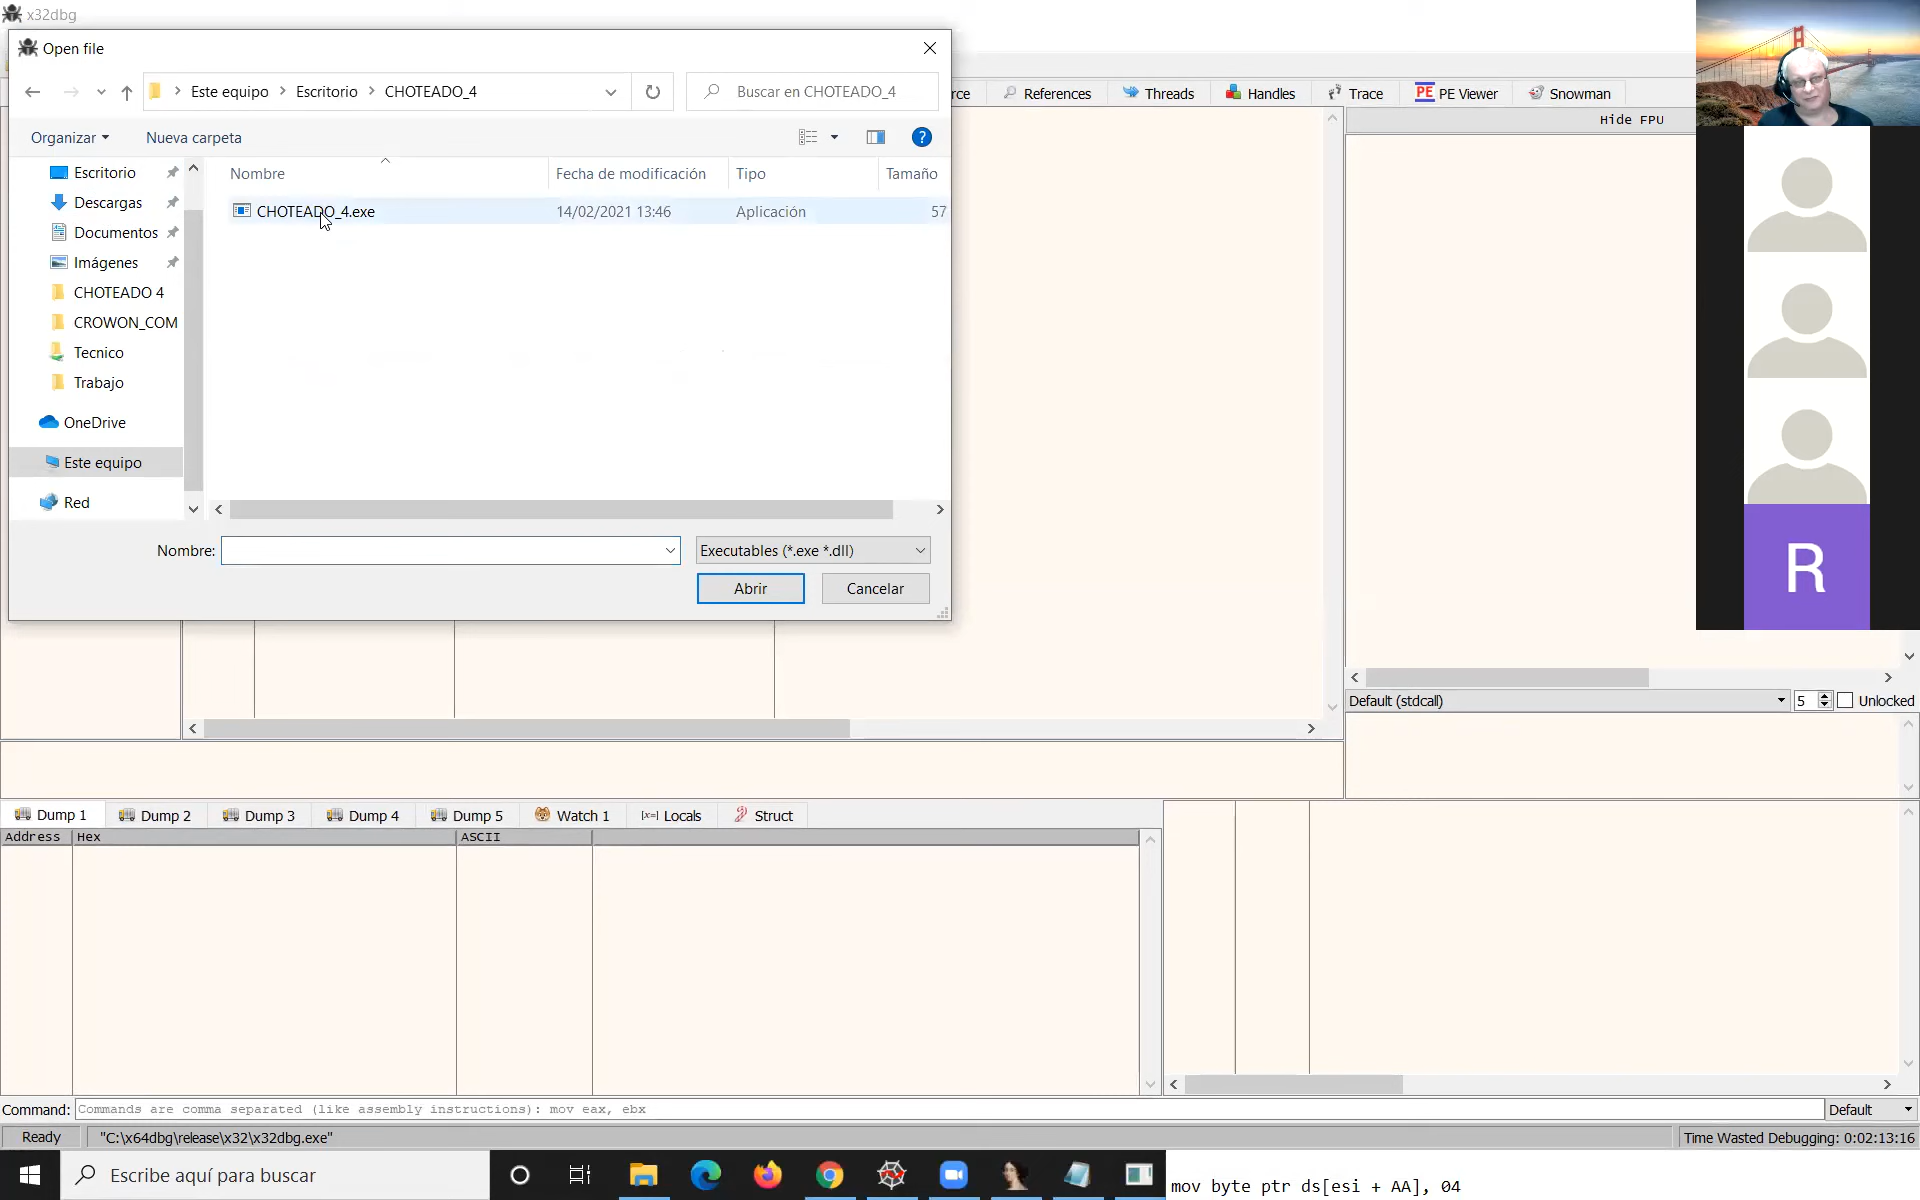 x32dbg
Open file
Este equipo > Escritorio > CHOTEADO_4
Buscar en CHOTEADO_4
rce
References
Threads
Handles
Trace
PE Viewer
Snowman
Organizar
Nueva carpeta
Hide FPU
Nombre
Fecha de modificación
Tipo
Tamaño
Escritorio
CHOTEADO_4.exe
14/02/2021 13:46
Aplicación
57
Descargas
Documentos
Imágenes
CHOTEADO 4
CROWON_COM
Tecnico
Trabajo
OneDrive
Este equipo
Red
Nombre:
Executables (*.exe *.dll)
Abrir
Cancelar
R
Default (stdcall)
5
Unlocked
Dump 1
Dump 2
Dump 3
Dump 4
Dump 5
Watch 1
[x=] Locals
Struct
Address
Hex
ASCII
Command:
Commands are comma separated (like assembly instructions): mov eax, ebx
Default
Ready
"C:\x64dbg\release\x32\x32dbg.exe"
Time Wasted Debugging: 0:02:13:16
Escribe aquí para buscar
mov byte ptr ds[esi + AA], 04